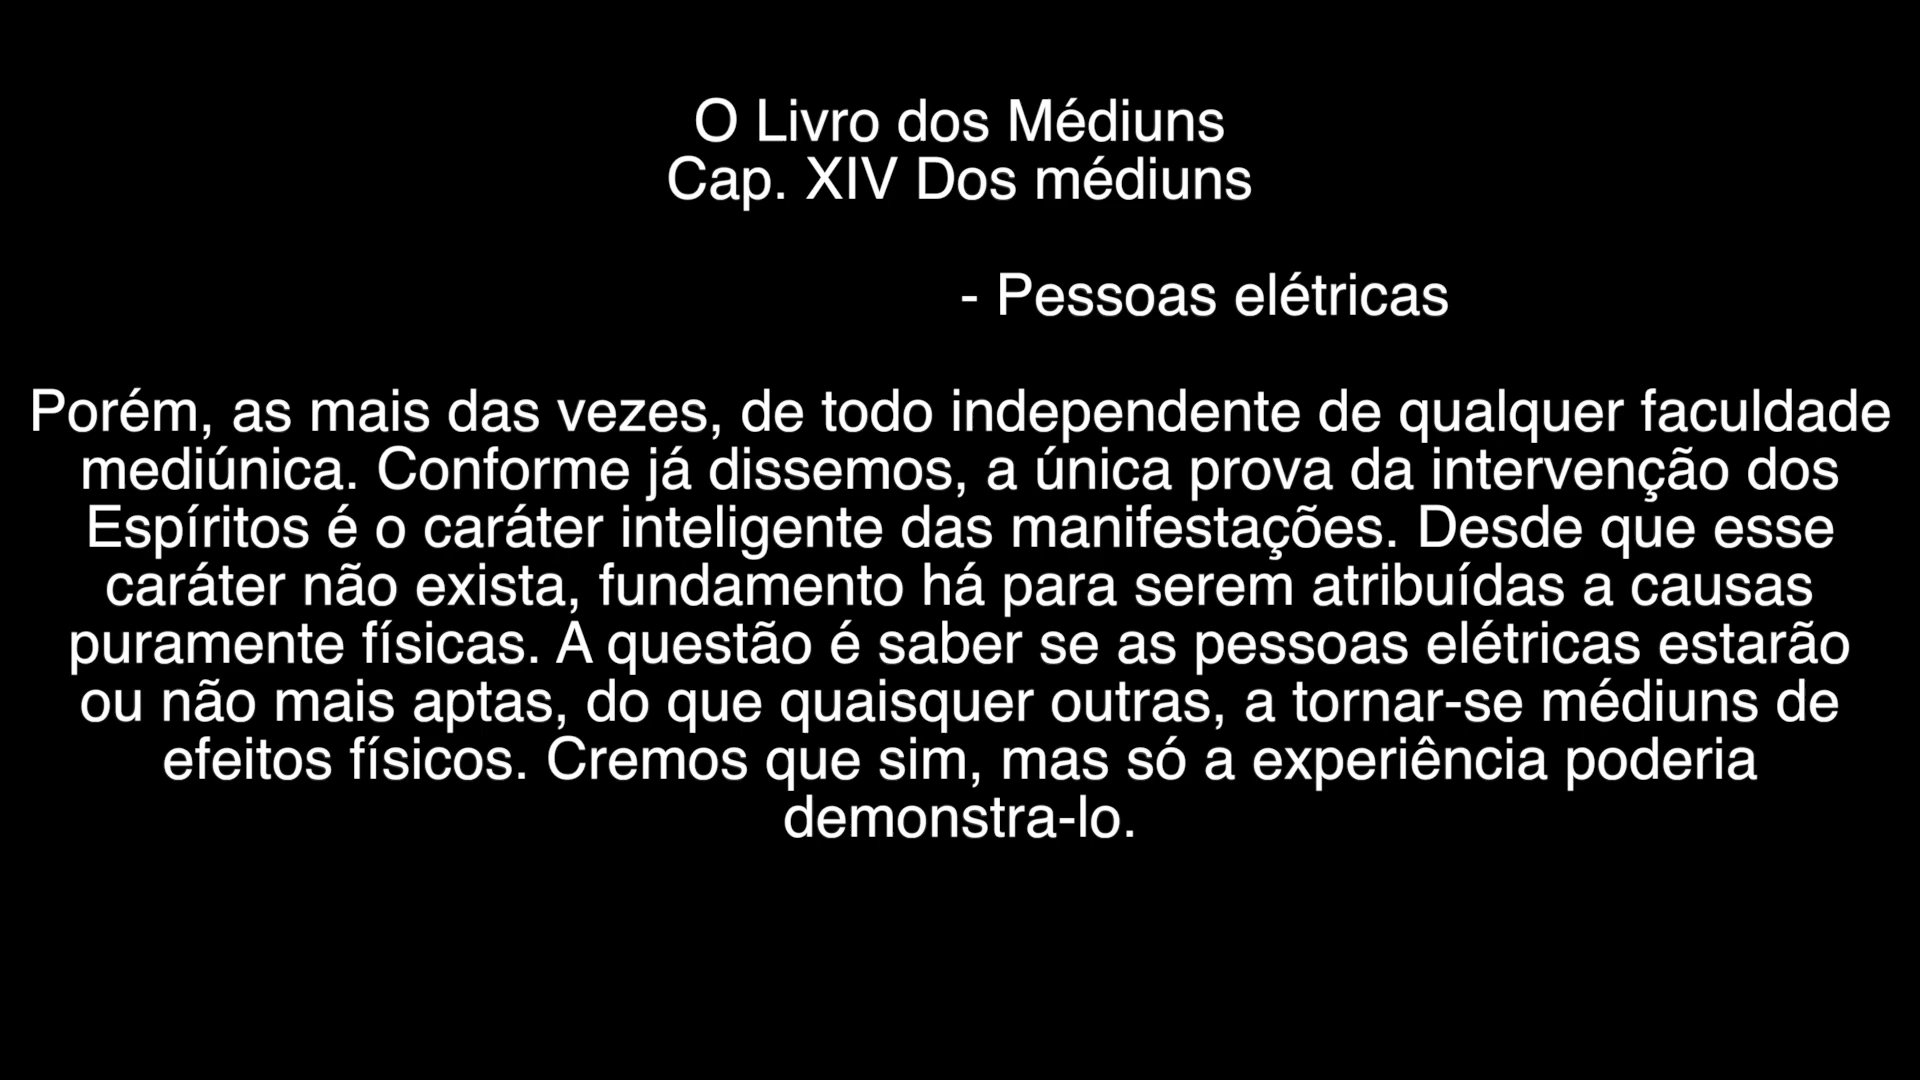 O Livro dos Médiuns
Cap. XIV Dos médiuns
- Pessoas elétricas
Porém, as mais das vezes, de todo independente de qualquer faculdade
mediúnica. Conforme já dissemos, a única prova da intervenção dos
Espíritos é o caráter inteligente das manifestações. Desde que esse
caráter não exista, fundamento há para serem atribuídas a causas
puramente físicas. A questão é saber se as pessoas elétricas estarão
ou não mais aptas, do que quaisquer outras, a tornar-se médiuns de
efeitos físicos. Cremos que sim, mas só a experiência poderia
demonstra-lo.